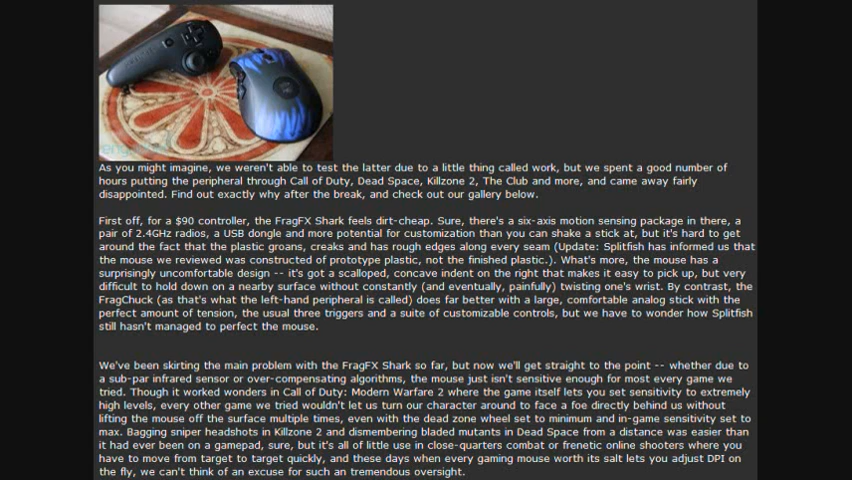 As you might imagine, we weren't able to test the latter due to a little thing called work, but we spent a good number of
hours putting the peripheral through Call of Duty, Dead Space, Killzone 2, The Club and more, and came away fairly
disappointed. Find out exactly why after the break, and check out our gallery below.
First off, for a $90 controller, the FragFX Shark feels dirt-cheap. Sure, there's a six-axis motion sensing package in there, a
pair of 2.4GHz radios, a USB dongle and more potential for customization than you can shake a stick at, but it's hard to get
around the fact that the plastic groans, creaks and has rough edges along every seam (Update: Splitfish has informed us that
the mouse we reviewed was constructed of prototype plastic, not the finished plastic.). What's more, the mouse has a
surprisingly uncomfortable design -- it's got a scalloped, concave indent on the right that makes it easy to pick up, but very
difficult to hold down on a nearby surface without constantly (and eventually, painfully) twisting one's wrist. By contrast, the
FragChuck (as that's what the left-hand peripheral is called) does far better with a large, comfortable analog stick with the
perfect amount of tension, the usual three triggers and a suite of customizable controls, but we have to wonder how Splitfish
still hasn't managed to perfect the mouse.
We've been skirting the main problem with the FragFX Shark so far, but now we'll get straight to the point -- whether due to
a sub-par infrared sensor or over-compensating algorithms, the mouse just isn't sensitive enough for most every game we
tried. Though it worked wonders in Call of Duty: Modern Warfare 2 where the game itself lets you set sensitivity to extremely
high levels, every other game we tried wouldn't let us turn our character around to face a foe directly behind us without
lifting the mouse off the surface multiple times, even with the dead zone wheel set to minimum and in-game sensitivity set to
max. Bagging sniper headshots in Killzone 2 and dismembering bladed mutants in Dead Space from a distance was easier than
it had ever been on a gamepad, sure, but it's all of little use in close-quarters combat or frenetic online shooters where you
have to move from target to target quickly, and these days when every gaming mouse worth its salt lets you adjust DPI on
the fly, we can't think of an excuse for such an tremendous oversight.